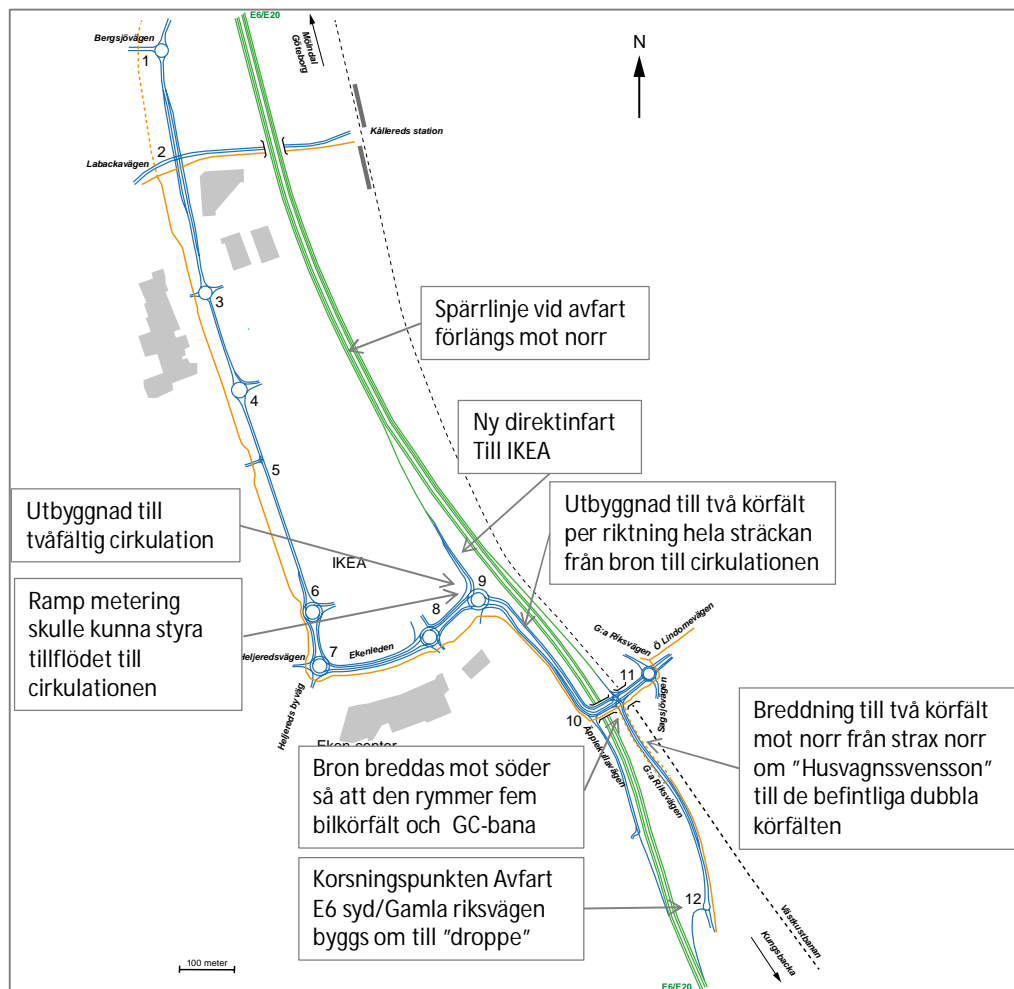 E6/E20
Bergsjövägen
1
Mölndal
Göteborg
N
Kållereds station
2
Labackavägen
3
Spärrlinje vid avfart
förlängs mot norr
4
Ny direktinfart
Till IKEA
5
Utbyggnad till
tvåfältig cirkulation
Utbyggnad till två körfält
per riktning hela sträckan
från bron till cirkulationen
IKEA
9
6
8
Ramp metering
skulle kunna styra
tillflödet till
cirkulationen
Ekenleden
G:a Riksvägen
Ö Lindomevägen
Heljeredsvägen
7
11
Sagsjövägen
Heljereds byväg
10
Applekullavägen
G:a Riksvägen
Breddning till två körfält
mot norr från strax norr
om ”Husvagnssvensson”
till de befintliga dubbla
körfälten
Eken center
Bron breddas mot söder
så att den rymmer fem
bilkörfält och GC-bana
Korsningspunkten Avfart
E6 syd/Gamla riksvägen
byggs om till ”droppe”
12
Västkustbanan
Kungsbacka
100 meter
E6/E20